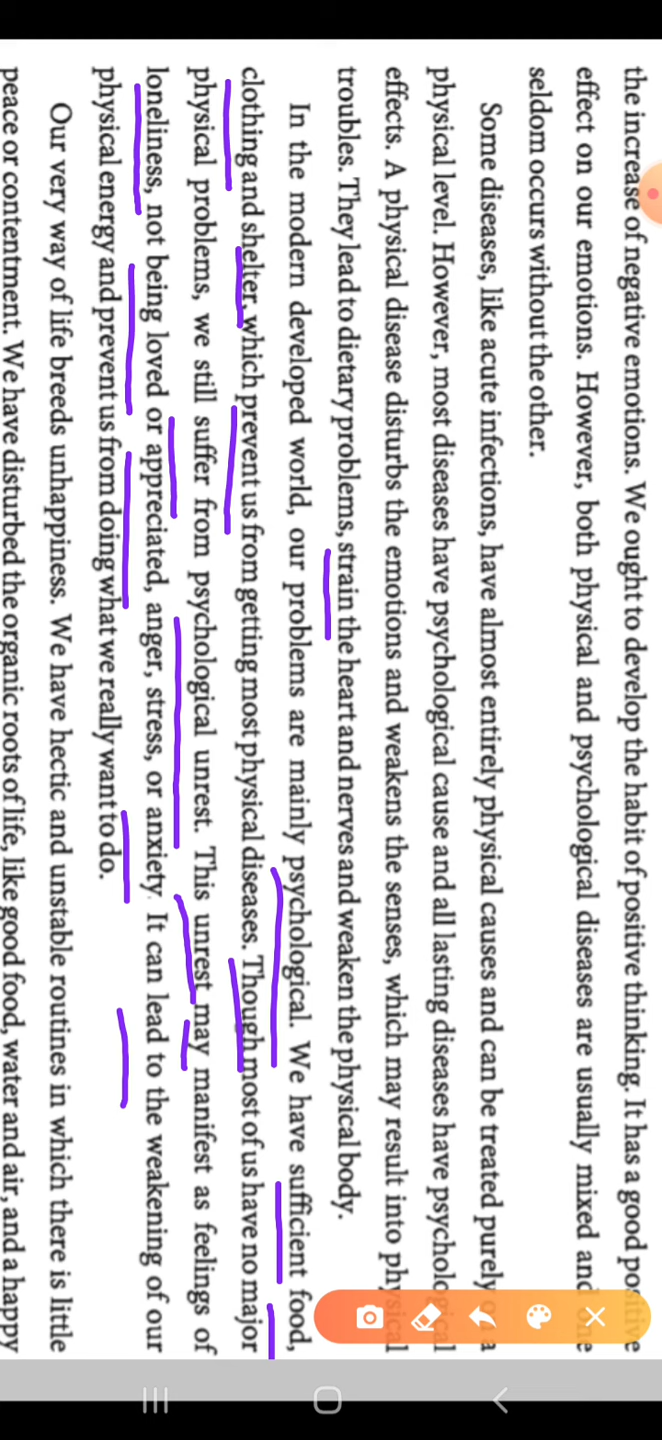 the increase of negative emotions. We ought to develop the habit of positive thinking. It has a good positive
effect on our emotions. However, both physical and psychological diseases are usually mixed and one
seldom occurs without the other.
Some diseases, like acute infections, have almost entirely physical causes and can be treated purely on a
physical level. However, most diseases have psychological cause and all lasting diseases have psychological
effects. A physical disease disturbs the emotions and weakens the senses, which may result into physical
troubles. They lead to dietary problems, strain the heart and nerves and weaken the physical body.
In the modern developed world, our problems are mainly psychological. We have sufficient food,
clothing and shelter, which prevent us from getting most physical diseases. Though most of us have no major
physical problems, we still suffer from psychological unrest. This unrest may manifest as feelings of
loneliness, not being loved or appreciated, anger, stress, or anxiety. It can lead to the weakening of our
physical energy and prevent us from doing what we really want to do.
Our very way of life breeds unhappiness. We have hectic and unstable routines in which there is little
peace or contentment. We have disturbed the organic roots of life, like good food, water and air, and a happy